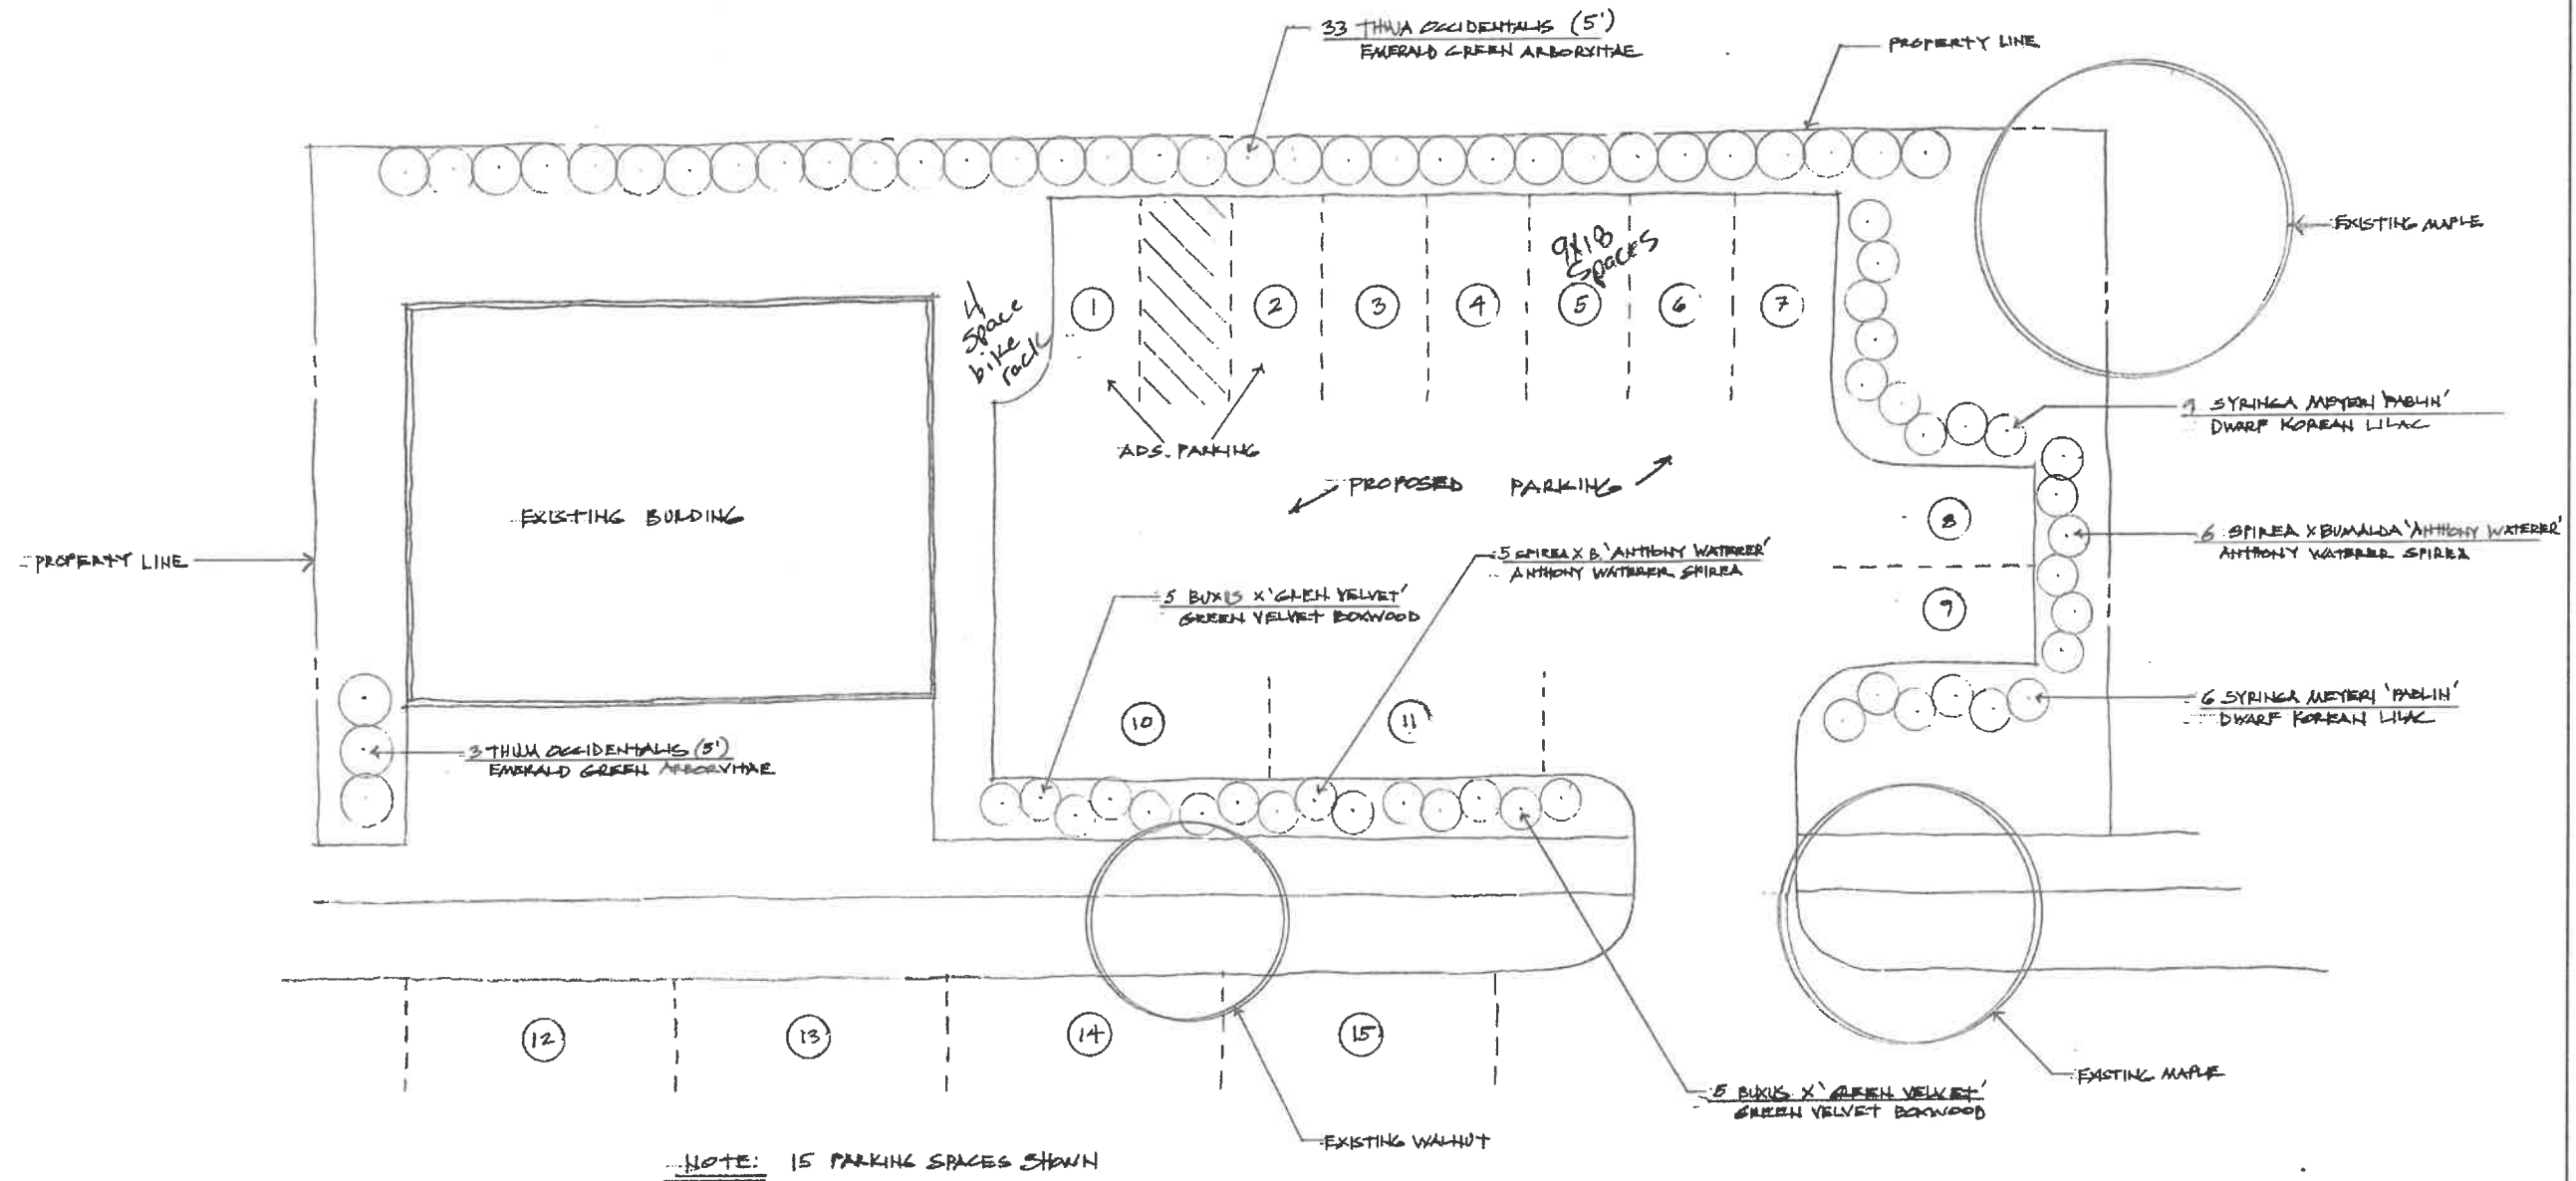 33 THUJA OCCIDENTALIS (5')
EMERALD GREEN ARBORVITAE
PROPERTY LINE
EXISTING MAPLE
9X18
Spaces
4
Space
bike
rack
1
2
3
4
5
6
7
ADS. PARKING
9 SYRINGA MEYERI 'PABLIN'
DWARF KOREAN LILAC
PROPOSED PARKING
EXISTING BUILDING
8
6 SPIREA X BUMALDA 'ANTHONY WATERER'
ANTHONY WATERER SPIREA
PROPERTY LINE
5 SPIREA X B. 'ANTHONY WATERER'
ANTHONY WATERER SPIREA
5 BUXUS X 'GREEN VELVET'
GREEN VELVET BOXWOOD
9
6 SYRINGA MEYERI 'PABLIN'
DWARF KOREAN LILAC
10
11
3 THUJA OCCIDENTALIS (5')
EMERALD GREEN ARBORVITAE
12
13
14
15
EXISTING MAPLE
5 BUXUS X 'GREEN VELVET'
GREEN VELVET BOXWOOD
EXISTING WALNUT
NOTE: 15 PARKING SPACES SHOWN